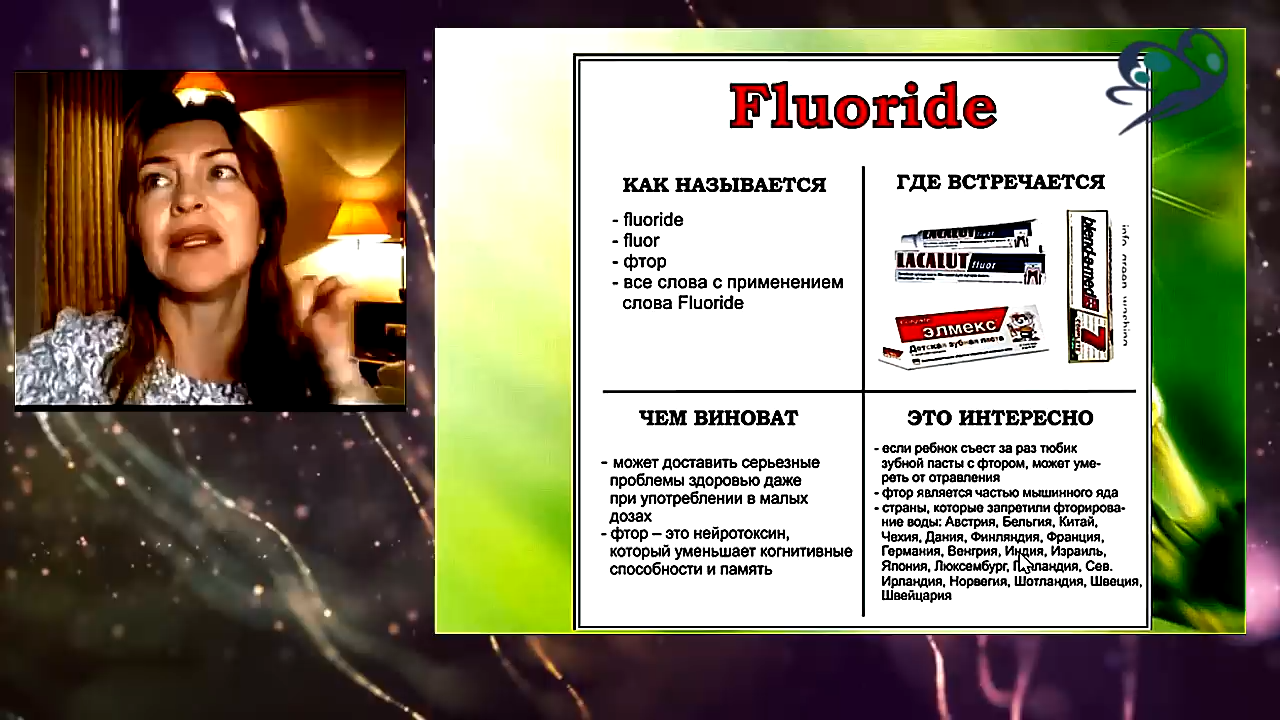 Fluoride
КАК НАЗЫВАЕТСЯ
- fluoride
- fluor
- фтор
- все слова с применением
слова Fluoride
ГДЕ ВСТРЕЧАЕТСЯ
LACALUT fluor
LACALUT fluor
blend-a-med
7
элмекс
Детская зубная паста
ЧЕМ ВИНОВАТ
- может доставить серьезные
проблемы здоровью даже
при употреблении в малых
дозах
- фтор – это нейротоксин,
который уменьшает когнитивные
способности и память
ЭТО ИНТЕРЕСНО
- если ребнок съест за раз тюбик
зубной пасты с фтором, может уме-
реть от отравления
- фтор является частью мышинного яда
- страны, которые запретили фторирова-
ние воды: Австрия, Бельгия, Китай,
Чехия, Дания, Финляндия, Франция,
Германия, Венгрия, Индия, Израиль,
Япония, Люксембург, Сев.
Ирландия, Норвегия, Шотландия, Швеция,
Швейцария